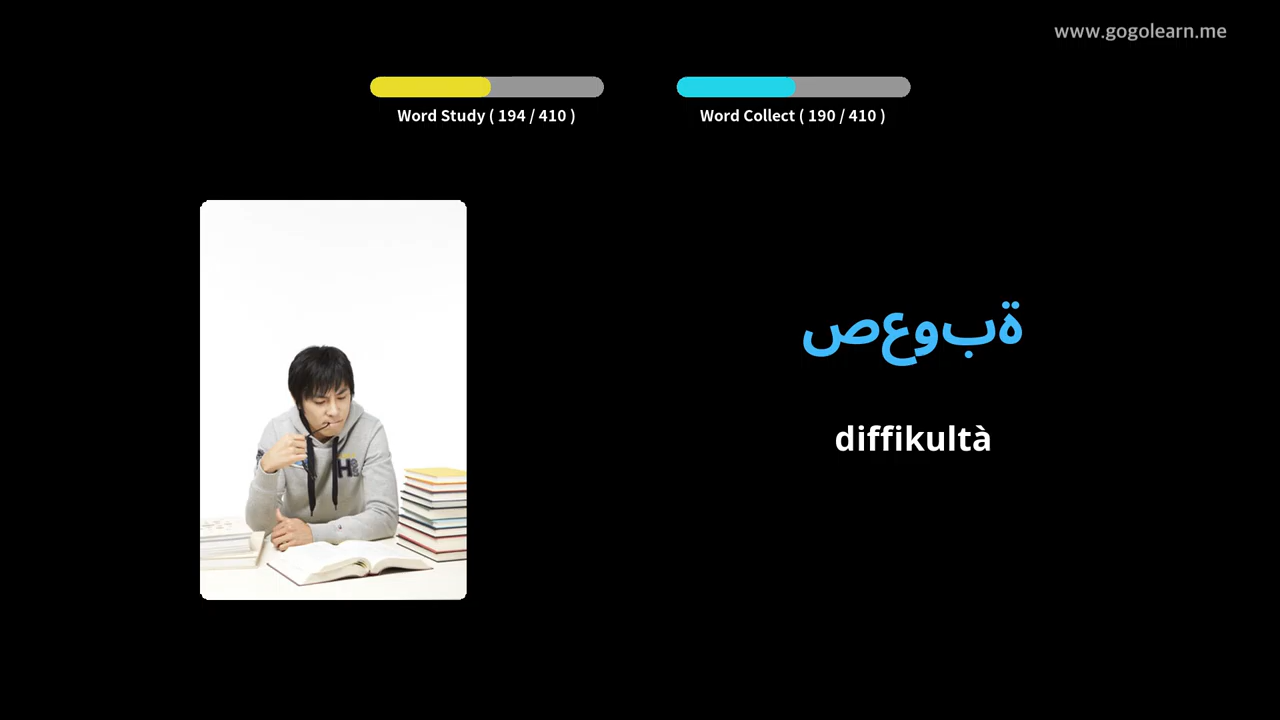 www.gogolearn.me
Word Study ( 194 / 410 )
Word Collect ( 190 / 410 )
صعوبة
diffikultà